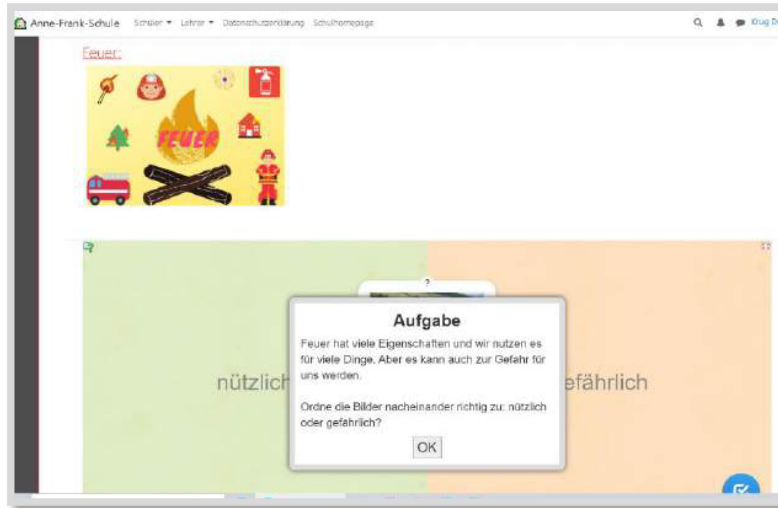 Anne-Frank-Schule Schüler Lehrer Datenschutzerklärung Schulhomepage
Feuer:
FEUER
?
Aufgabe
Feuer hat viele Eigenschaften und wir nutzen es
für viele Dinge. Aber es kann auch zur Gefahr für
uns werden.
Ordne die Bilder nacheinander richtig zu: nützlich
oder gefährlich?
OK
nützlich efährlich